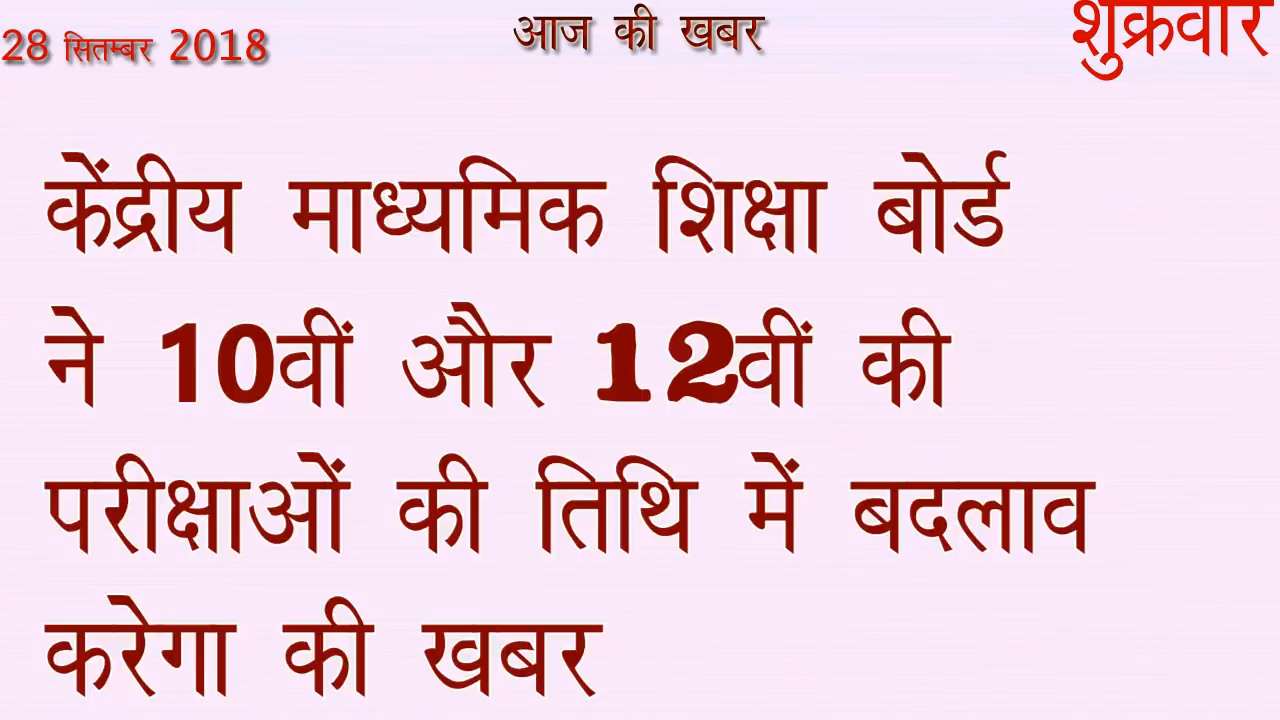 28 सितम्बर 2018 आज की खबर शुक्रवार
केंद्रीय माध्यमिक शिक्षा बोर्ड
ने 10वीं और 12वीं की
परीक्षाओं की तिथि में बदलाव
करेगा की खबर